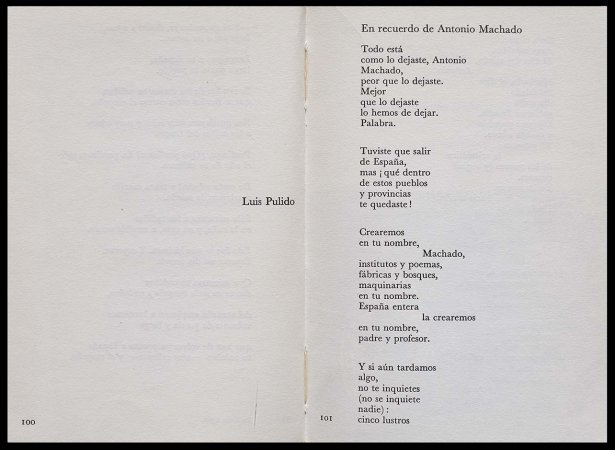 Luis Pulido
100
En recuerdo de Antonio Machado
Todo está
como lo dejaste, Antonio
Machado,
peor que lo dejaste.
Mejor
que lo dejaste
lo hemos de dejar.
Palabra.
Tuviste que salir
de España,
mas ¡ qué dentro
de estos pueblos
y provincias
te quedaste !
Crearemos
en tu nombre,
Machado,
institutos y poemas,
fábricas y bosques,
maquinarias
en tu nombre.
España entera
la crearemos
en tu nombre,
padre y profesor.
Y si aún tardamos
algo,
no te inquietes
(no se inquiete
nadie) :
cinco lustros
101